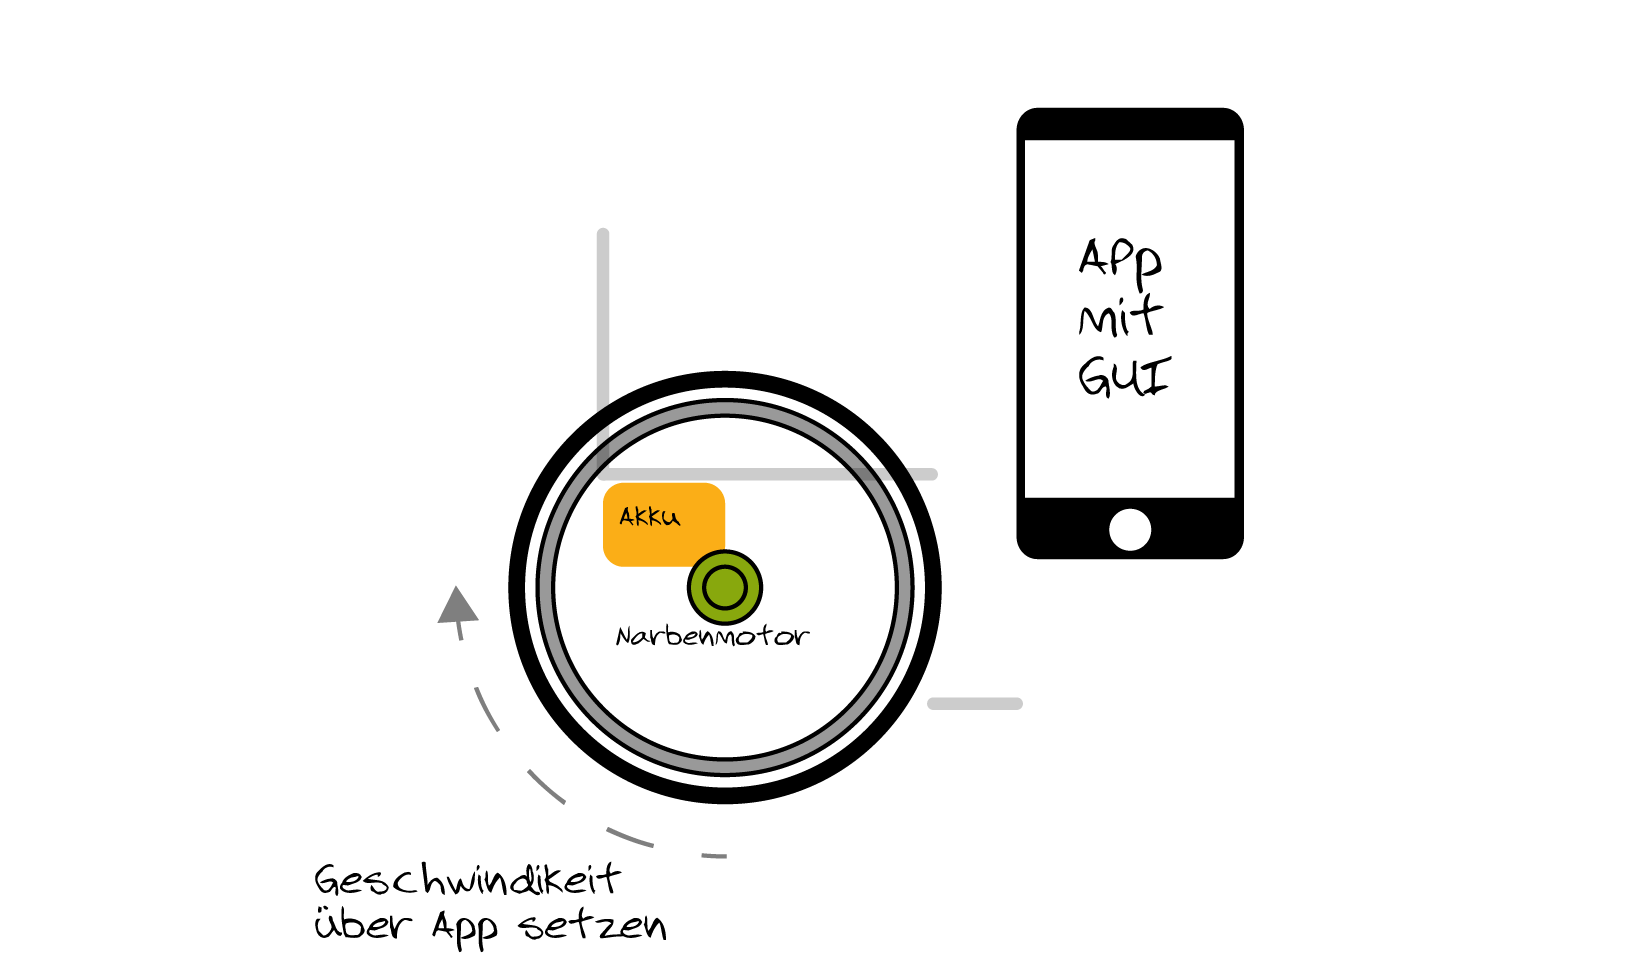 App
mit
GUI
Akku
Narbenmotor
Geschwindikeit
über App setzen